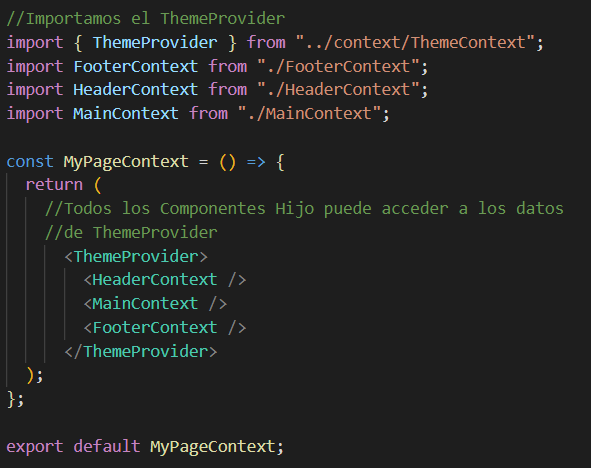 //Importamos el ThemeProvider
import { ThemeProvider } from "../context/ThemeContext";
import FooterContext from "./FooterContext";
import HeaderContext from "./HeaderContext";
import MainContext from "./MainContext";

const MyPageContext = () => {
  return (
    //Todos los Componentes Hijo puede acceder a los datos
    //de ThemeProvider
      <ThemeProvider>
        <HeaderContext />
        <MainContext />
        <FooterContext />
      </ThemeProvider>
  );
};

export default MyPageContext;